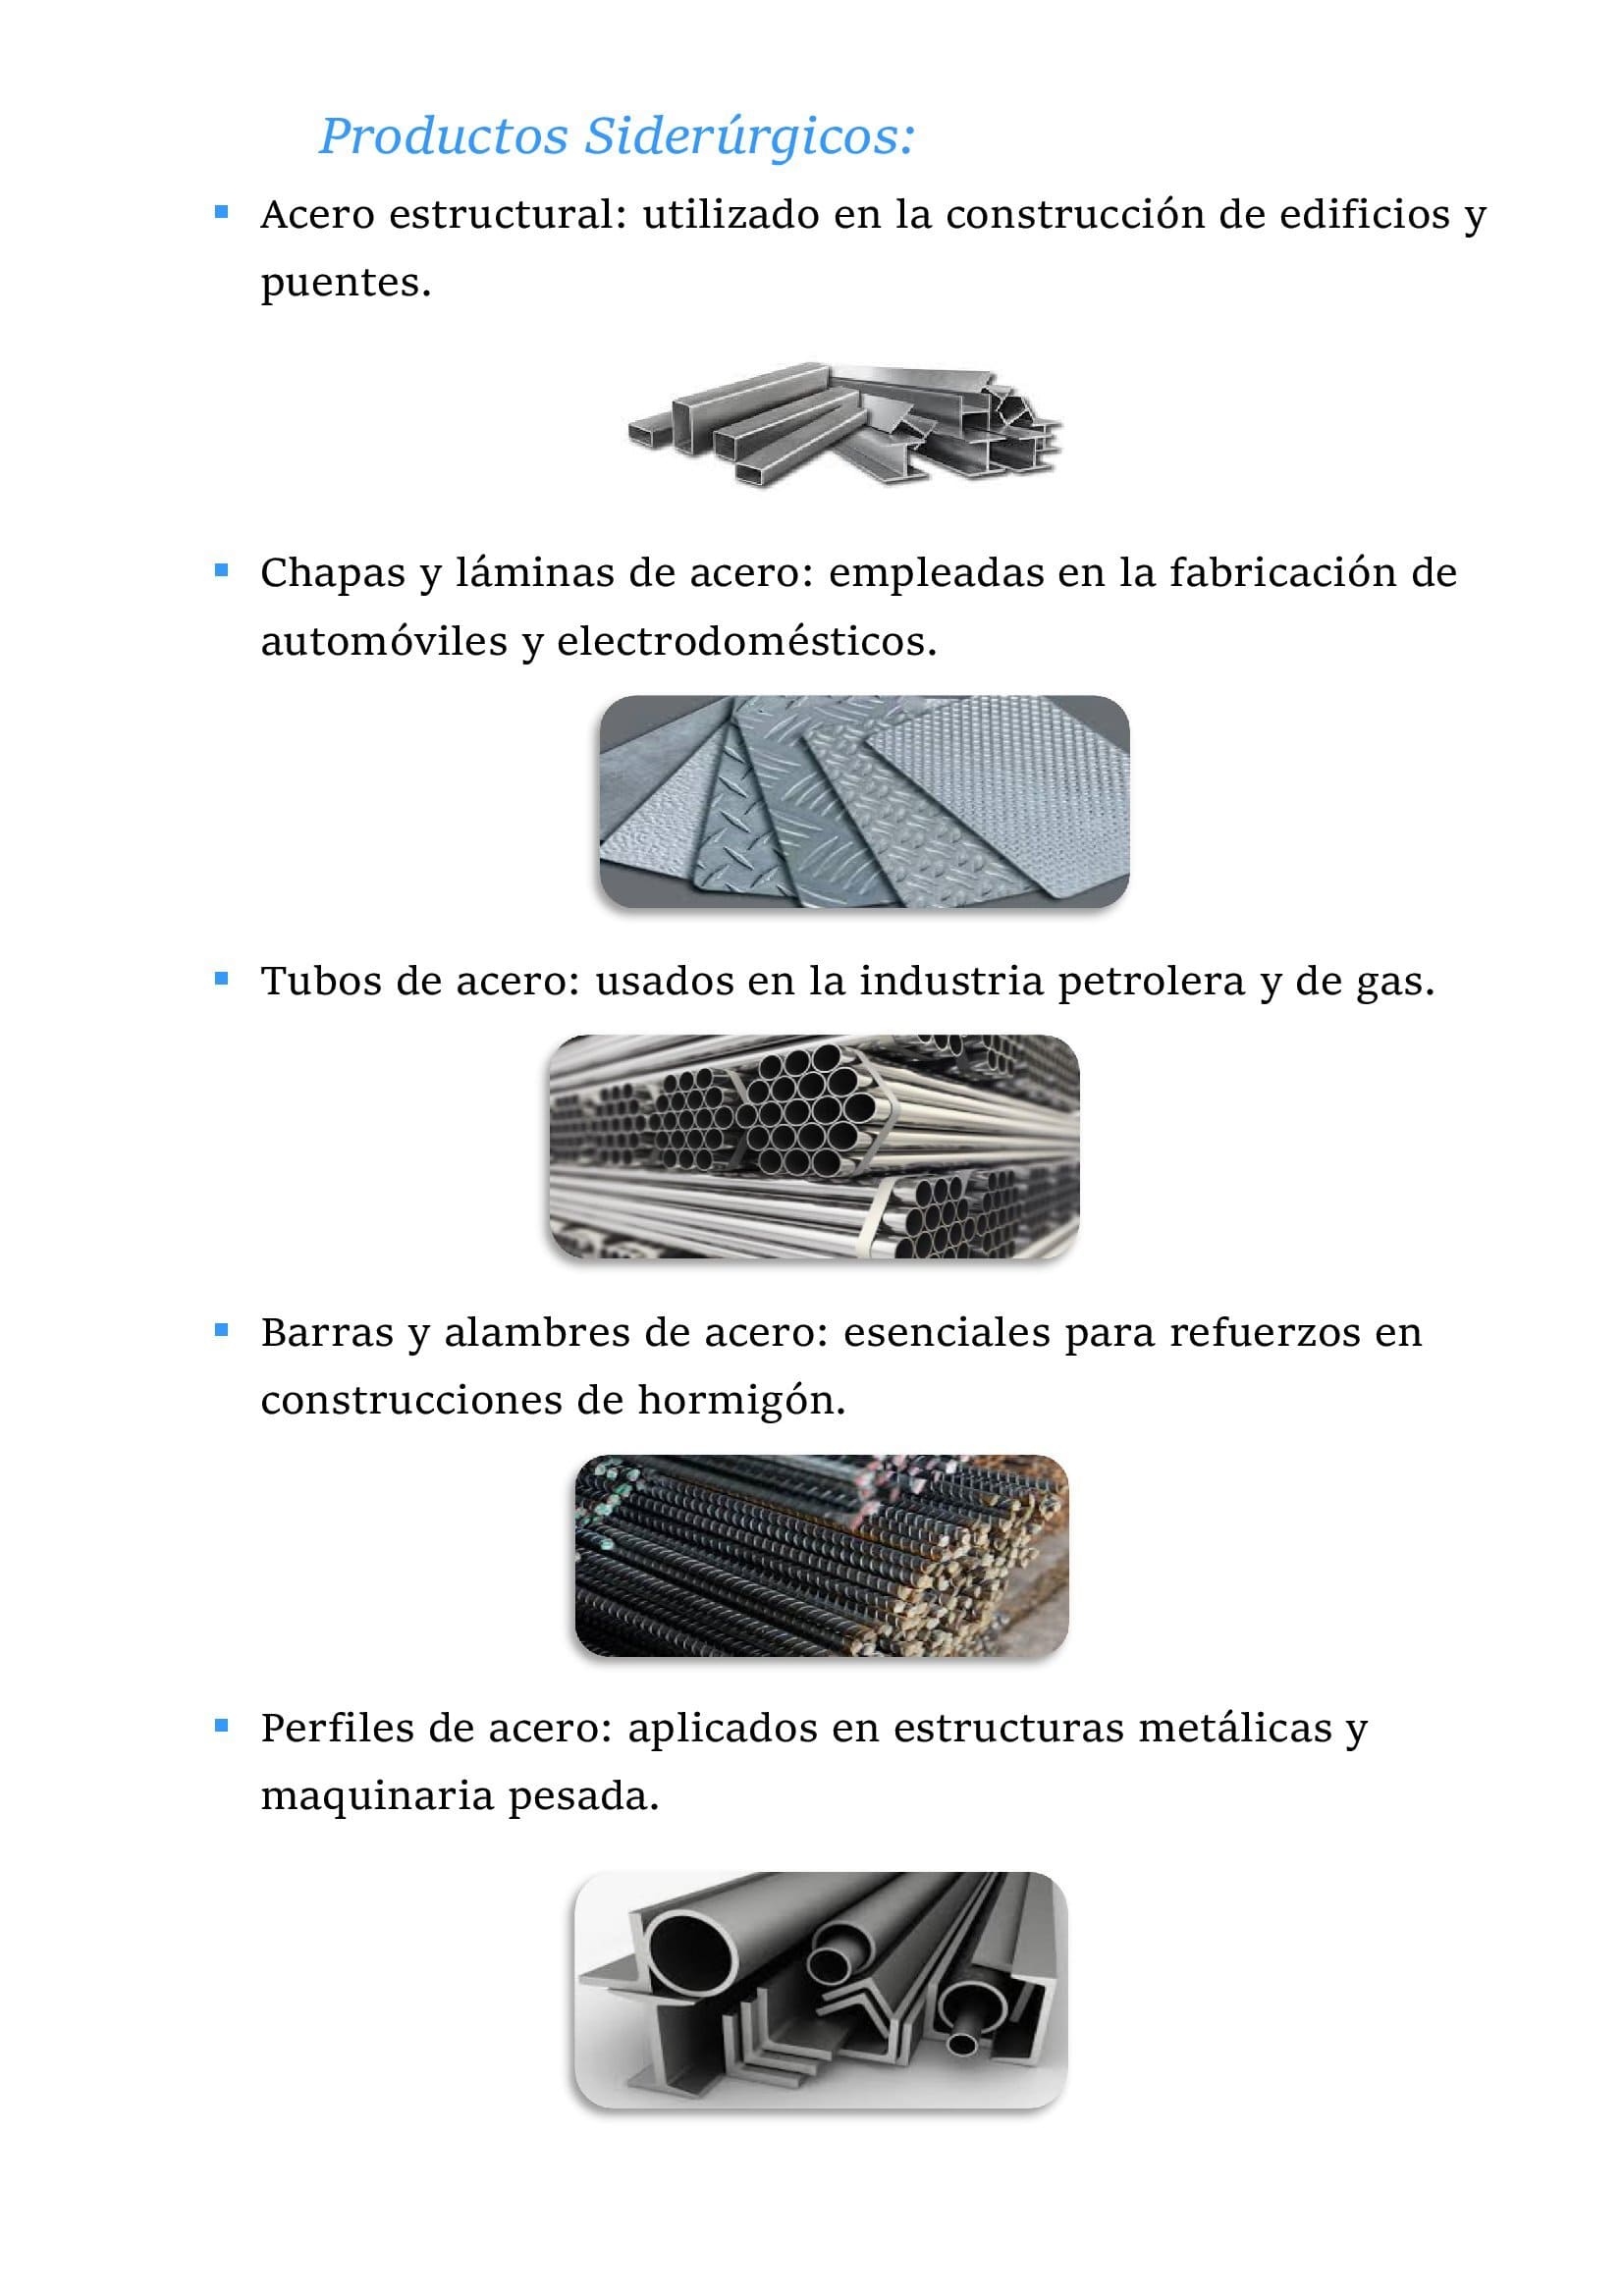 Productos Siderúrgicos:
Acero estructural: utilizado en la construcción de edificios y
puentes.
Chapas y láminas de acero: empleadas en la fabricación de
automóviles y electrodomésticos.
Tubos de acero: usados en la industria petrolera y de gas.
Barras y alambres de acero: esenciales para refuerzos en
construcciones de hormigón.
Perfiles de acero: aplicados en estructuras metálicas y
maquinaria pesada.